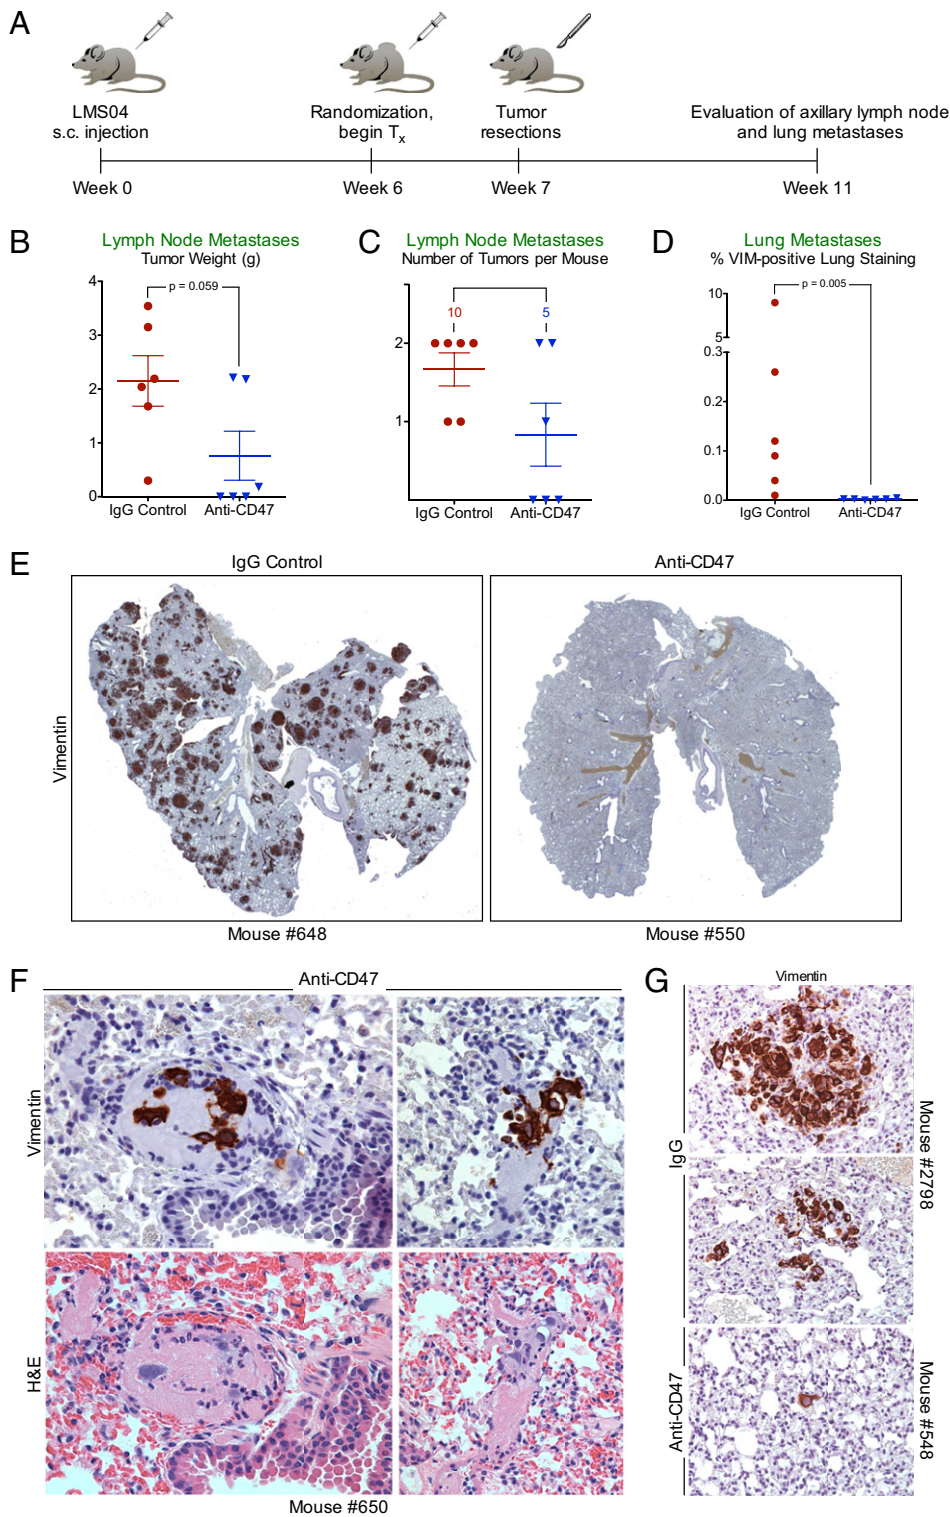 A
LMS04
s.c. injection
Randomization,
begin Tx
Tumor
resections
Evaluation of axillary lymph node
and lung metastases
Week 0
Week 6
Week 7
Week 11
B
Lymph Node Metastases
Tumor Weight (g)
p = 0.059
4
3
2
1
0
IgG Control
Anti-CD47
C
Lymph Node Metastases
Number of Tumors per Mouse
10
5
2
1
IgG Control
Anti-CD47
D
Lung Metastases
% VIM-positive Lung Staining
p = 0.005
10
5
0.3
0.2
0.1
0.0
IgG Control
Anti-CD47
E
IgG Control
Anti-CD47
Vimentin
Mouse #648
Mouse #550
F
Anti-CD47
Vimentin
H&E
Mouse #650
G
Vimentin
IgG
Anti-CD47
Mouse #2798
Mouse #548